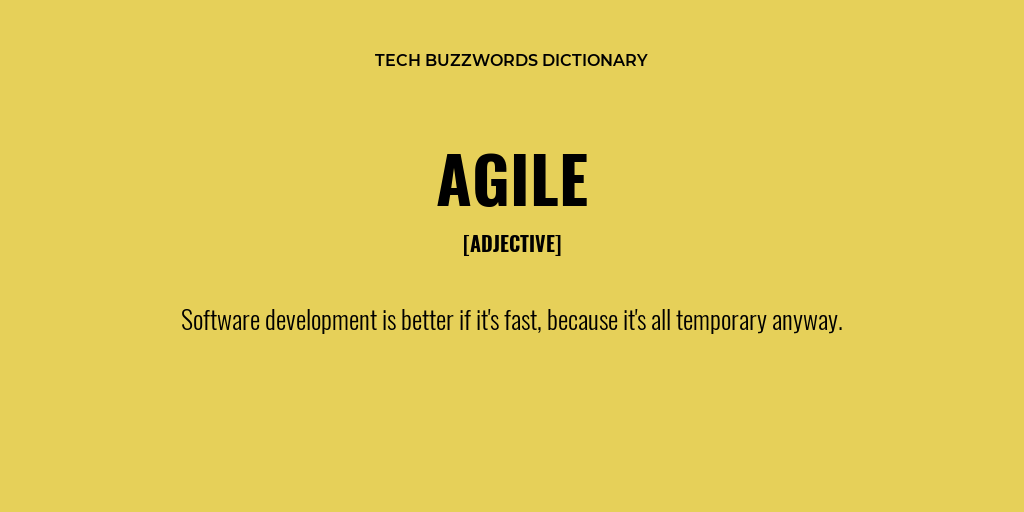 TECH BUZZWORDS DICTIONARY
AGILE
[ADJECTIVE]
Software development is better if it's fast, because it's all temporary anyway.